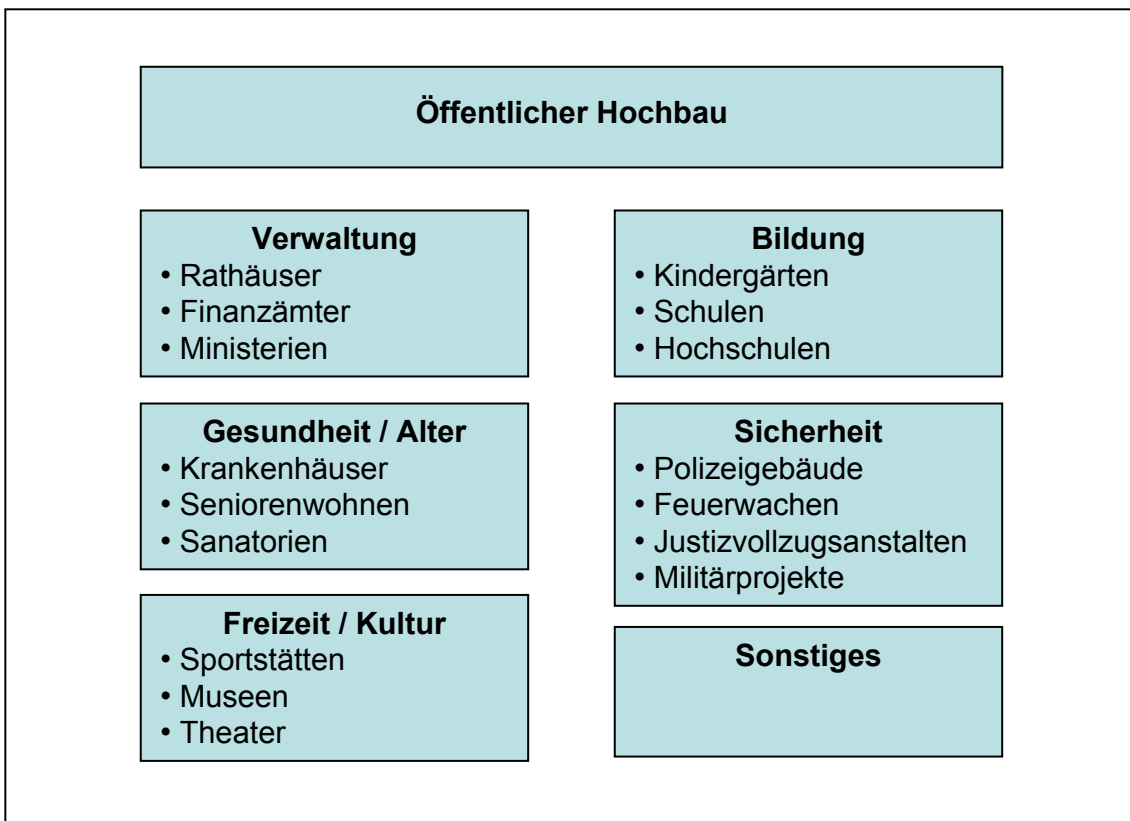 Öffentlicher Hochbau
Verwaltung
• Rathäuser
• Finanzämter
• Ministerien
Bildung
• Kindergärten
• Schulen
• Hochschulen
Gesundheit / Alter
• Krankenhäuser
• Seniorenwohnen
• Sanatorien
Sicherheit
• Polizeigebäude
• Feuerwachen
• Justizvollzugsanstalten
• Militärprojekte
Freizeit / Kultur
• Sportstätten
• Museen
• Theater
Sonstiges